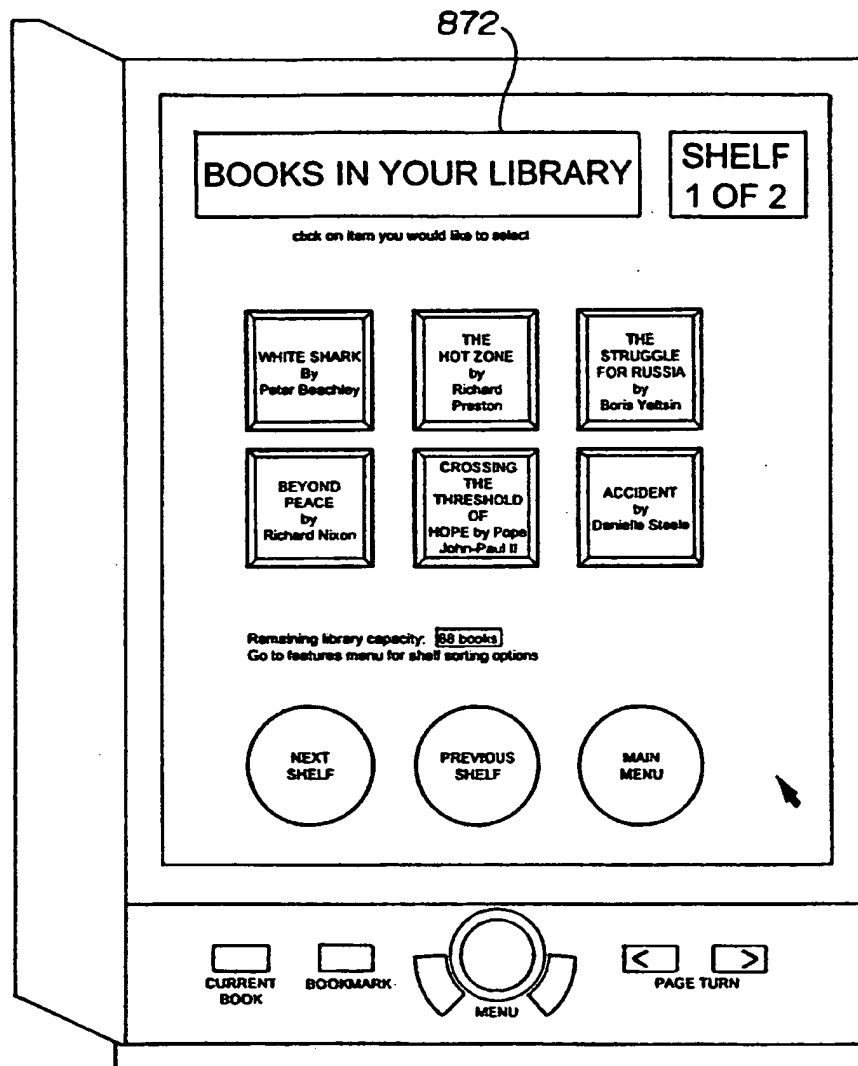 872
BOOKS IN YOUR LIBRARY
SHELF
1 OF 2
click on item you would like to select
WHITE SHARK
By
Peter Beachley
THE
HOT ZONE
by
Richard
Preston
THE
STRUGGLE
FOR RUSSIA
by
Boris Yeltsin
BEYOND
PEACE
by
Richard Nixon
CROSSING
THE
THRESHOLD
OF
HOPE by Pope
John-Paul II
ACCIDENT
by
Danielle Steele
Remaining library capacity: 88 books
Go to features menu for shelf sorting options
NEXT
SHELF
PREVIOUS
SHELF
MAIN
MENU
CURRENT
BOOK
BOOKMARK
MENU
< >
PAGE TURN